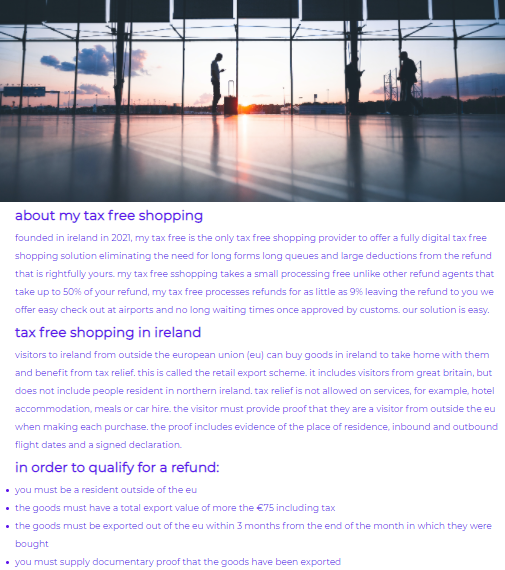 about my tax free shopping
founded in ireland in 2021, my tax free is the only tax free shopping provider to offer a fully digital tax free
shopping solution eliminating the need for long forms long queues and large deductions from the refund
that is rightfully yours. my tax free sshopping takes a small processing free unlike other refund agents that
take up to 50% of your refund, my tax free processes refunds for as little as 9% leaving the refund to you we
offer easy check out at airports and no long waiting times once approved by customs. our solution is easy.
tax free shopping in ireland
visitors to ireland from outside the european union (eu) can buy goods in ireland to take home with them
and benefit from tax relief. this is called the retail export scheme. it includes visitors from great britain, but
does not include people resident in northern ireland. tax relief is not allowed on services, for example, hotel
accommodation, meals or car hire. the visitor must provide proof that they are a visitor from outside the eu
when making each purchase. the proof includes evidence of the place of residence, inbound and outbound
flight dates and a signed declaration.
in order to qualify for a refund:
• you must be a resident outside of the eu
• the goods must have a total export value of more the €75 including tax
• the goods must be exported out of the eu within 3 months from the end of the month in which they were
bought
• you must supply documentary proof that the goods have been exported